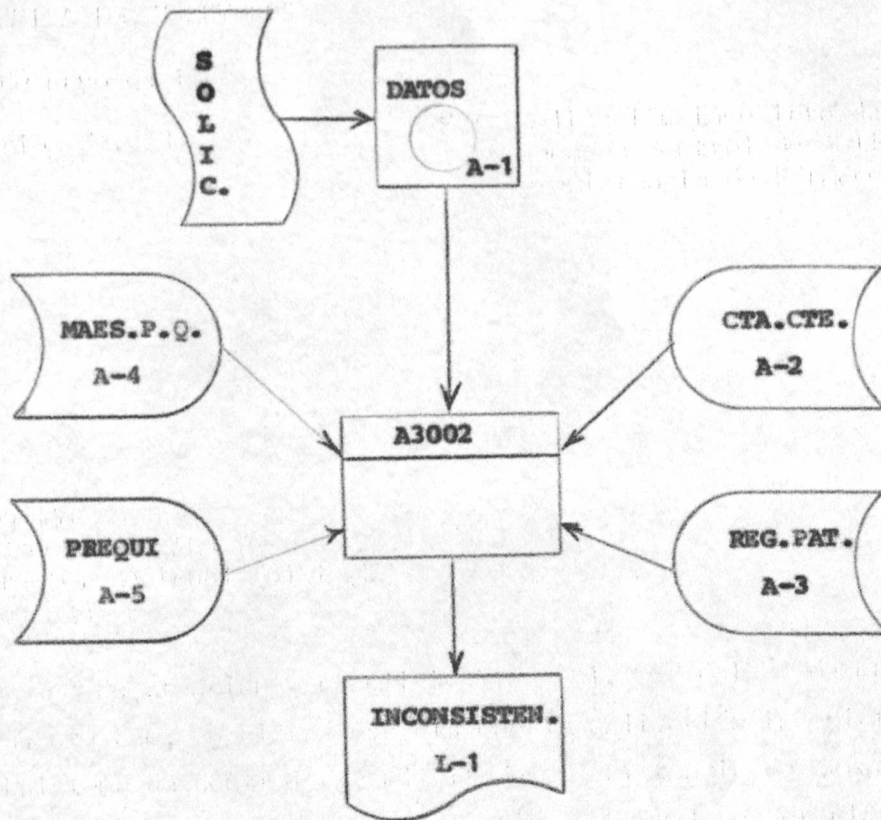 S
O
L
I
C.
DATOS
A-1
MAES.P.Q.
A-4
CTA.CTE.
A-2
A3002
PREQUI
A-5
REG.PAT.
A-3
INCONSISTEN.
L-1